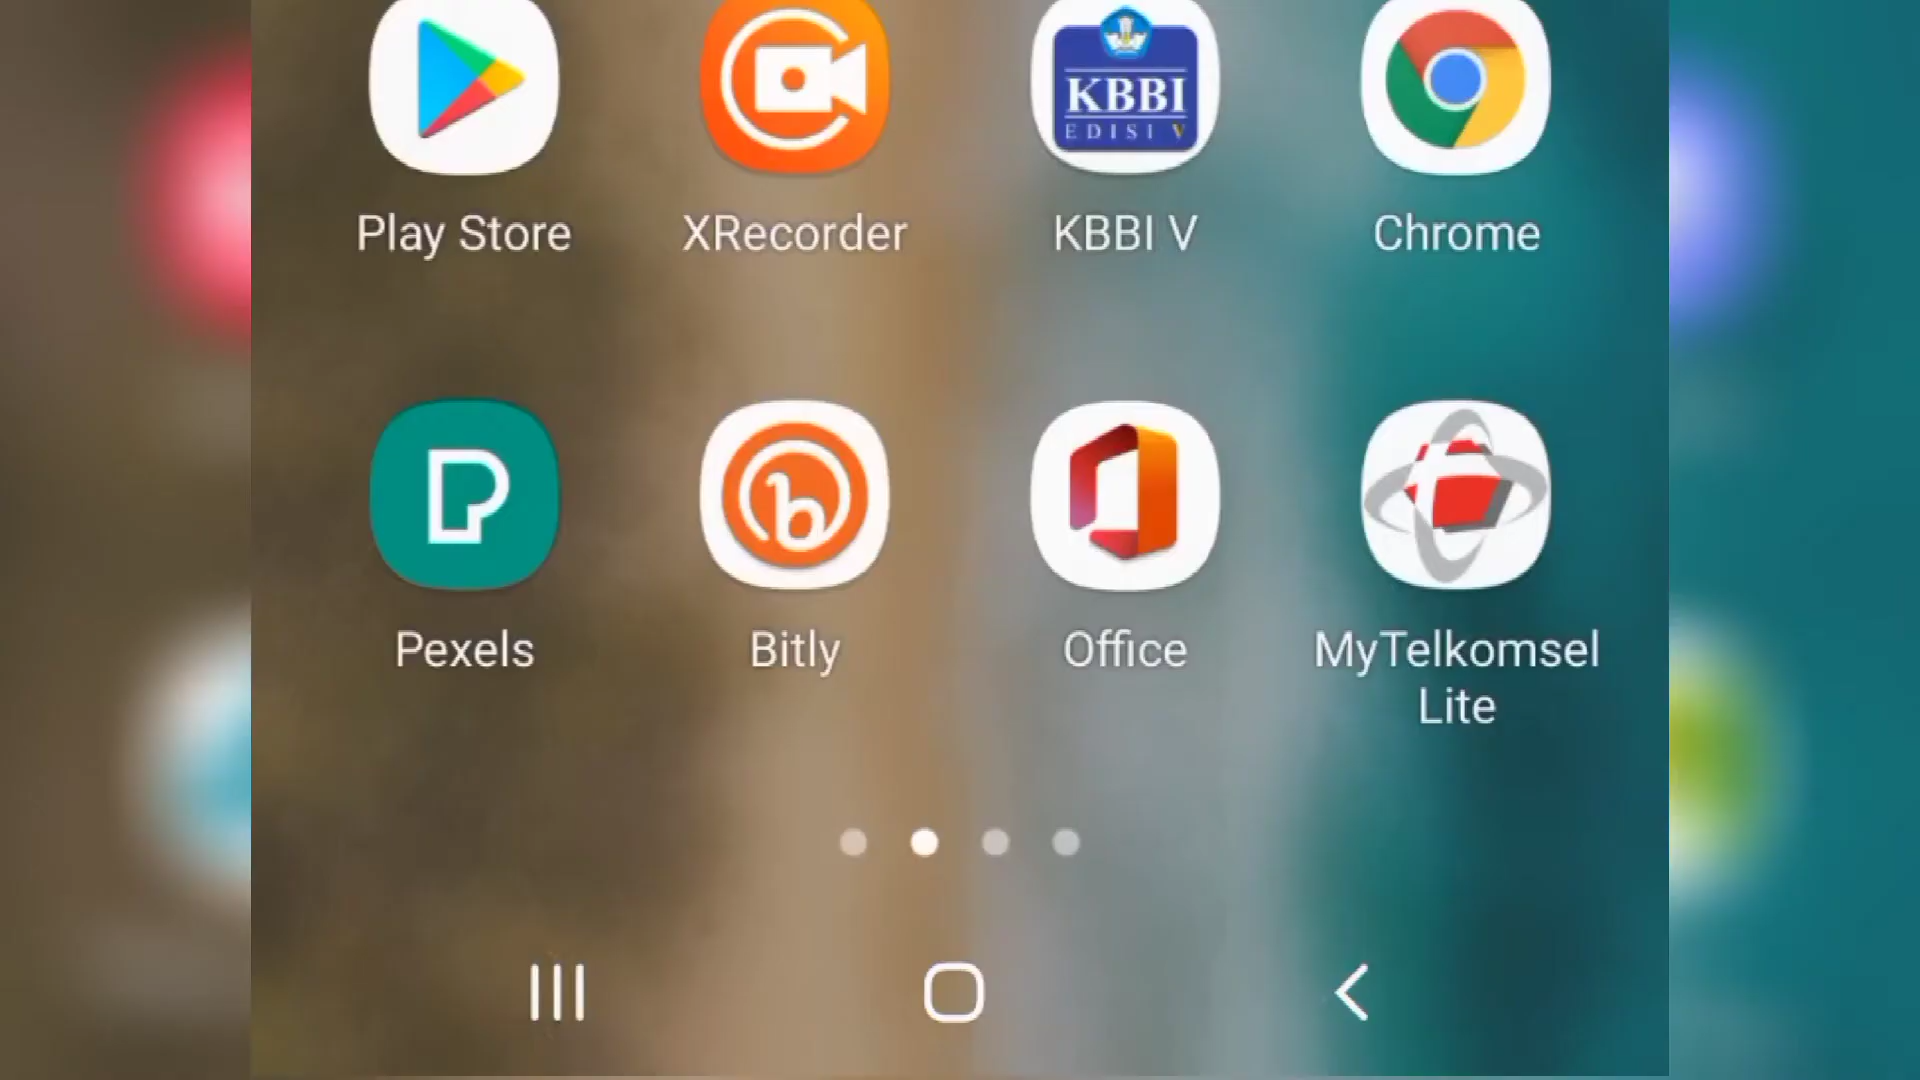 KBBI
EDISI V
Play Store
XRecorder
KBBI V
Chrome
Pexels
Bitly
Office
MyTelkomsel
Lite